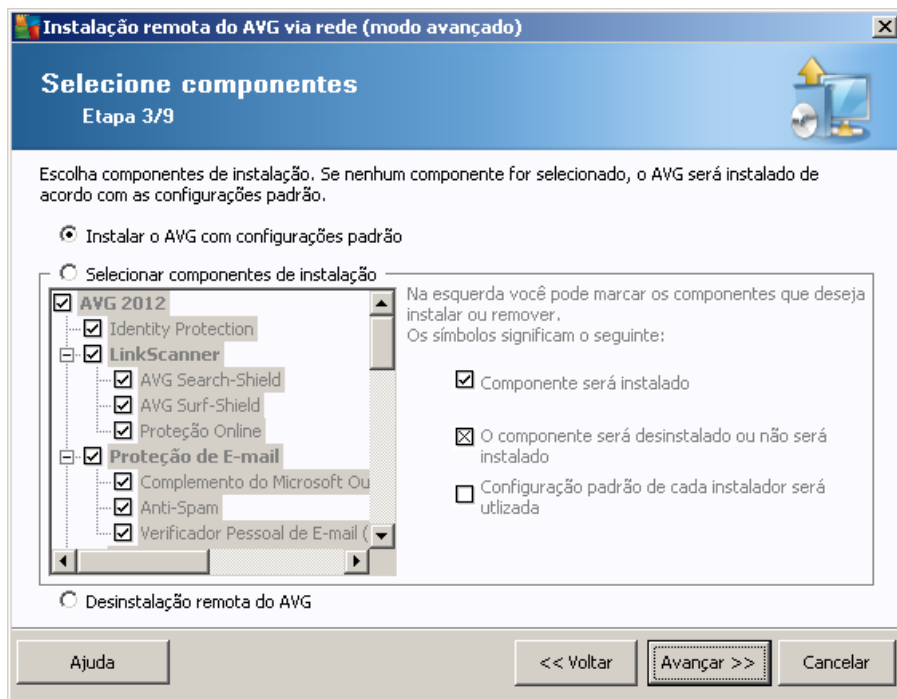 Instalação remota do AVG via rede (modo avançado)
Selecione componentes
Etapa 3/9
Escolha componentes de instalação. Se nenhum componente for selecionado, o AVG será instalado de
acordo com as configurações padrão.
Instalar o AVG com configurações padrão
Selecionar componentes de instalação
AVG 2012
Identity Protection
LinkScanner
AVG Search-Shield
AVG Surf-Shield
Proteção Online
Proteção de E-mail
Complemento do Microsoft Ou
Anti-Spam
Verificador Pessoal de E-mail (
Na esquerda você pode marcar os componentes que deseja
instalar ou remover.
Os símbolos significam o seguinte:
Componente será instalado
O componente será desinstalado ou não será
instalado
Configuração padrão de cada instalador será
utlizada
Desinstalação remota do AVG
Ajuda
<< Voltar
Avançar >>
Cancelar